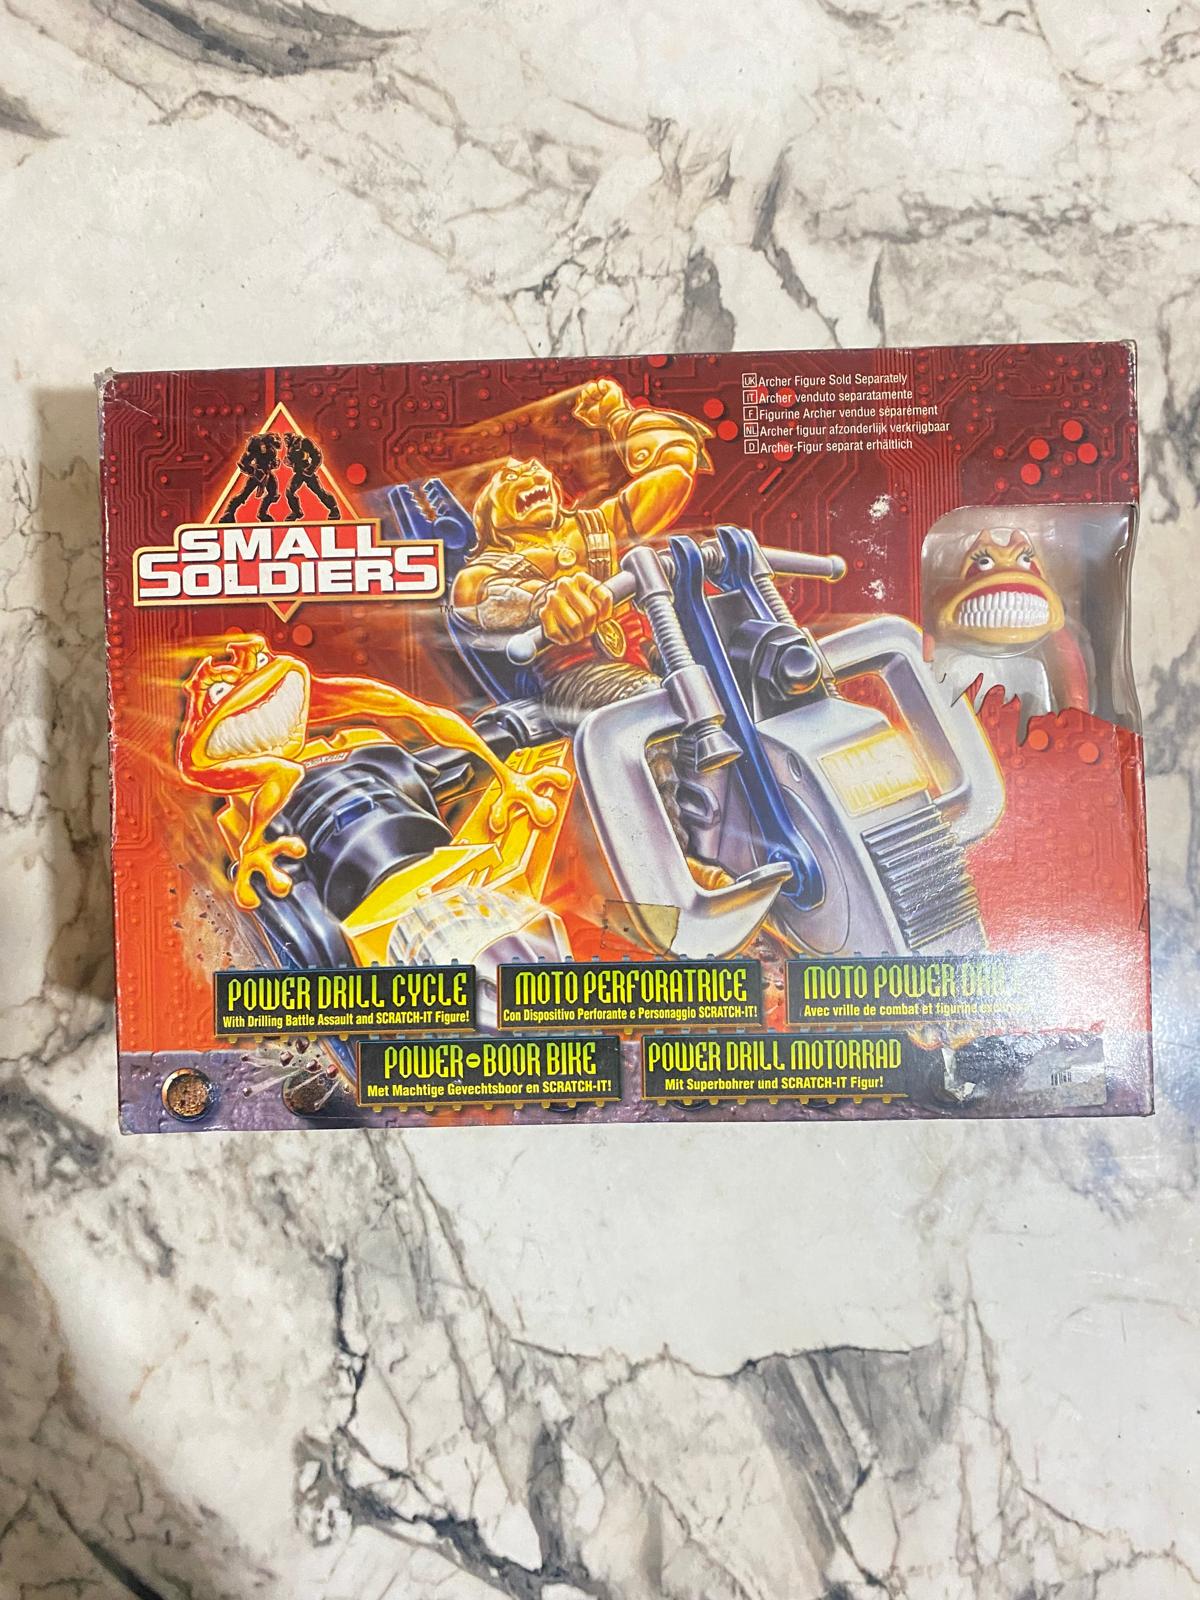 UK Archer Figure Sold Separately
IT Archer venduto separatamente
F Figurine Archer vendue séparément
NL Archer figuur afzonderlijk verkrijgbaar
D Archer-Figur separat erhältlich
SMALL
SOLDIERS
TM
POWER DRILL CYCLE
With Drilling Battle Assault and SCRATCH-IT Figure!
MOTO PERFORATRICE
Con Dispositivo Perforante e Personaggio SCRATCH-IT!
MOTO POWER DRILL
Avec vrille de combat et figurine
POWER-BOOR BIKE
Met Machtige Gevechtsboor en SCRATCH-IT!
POWER DRILL MOTORRAD
Mit Superbohrer und SCRATCH-IT Figur!